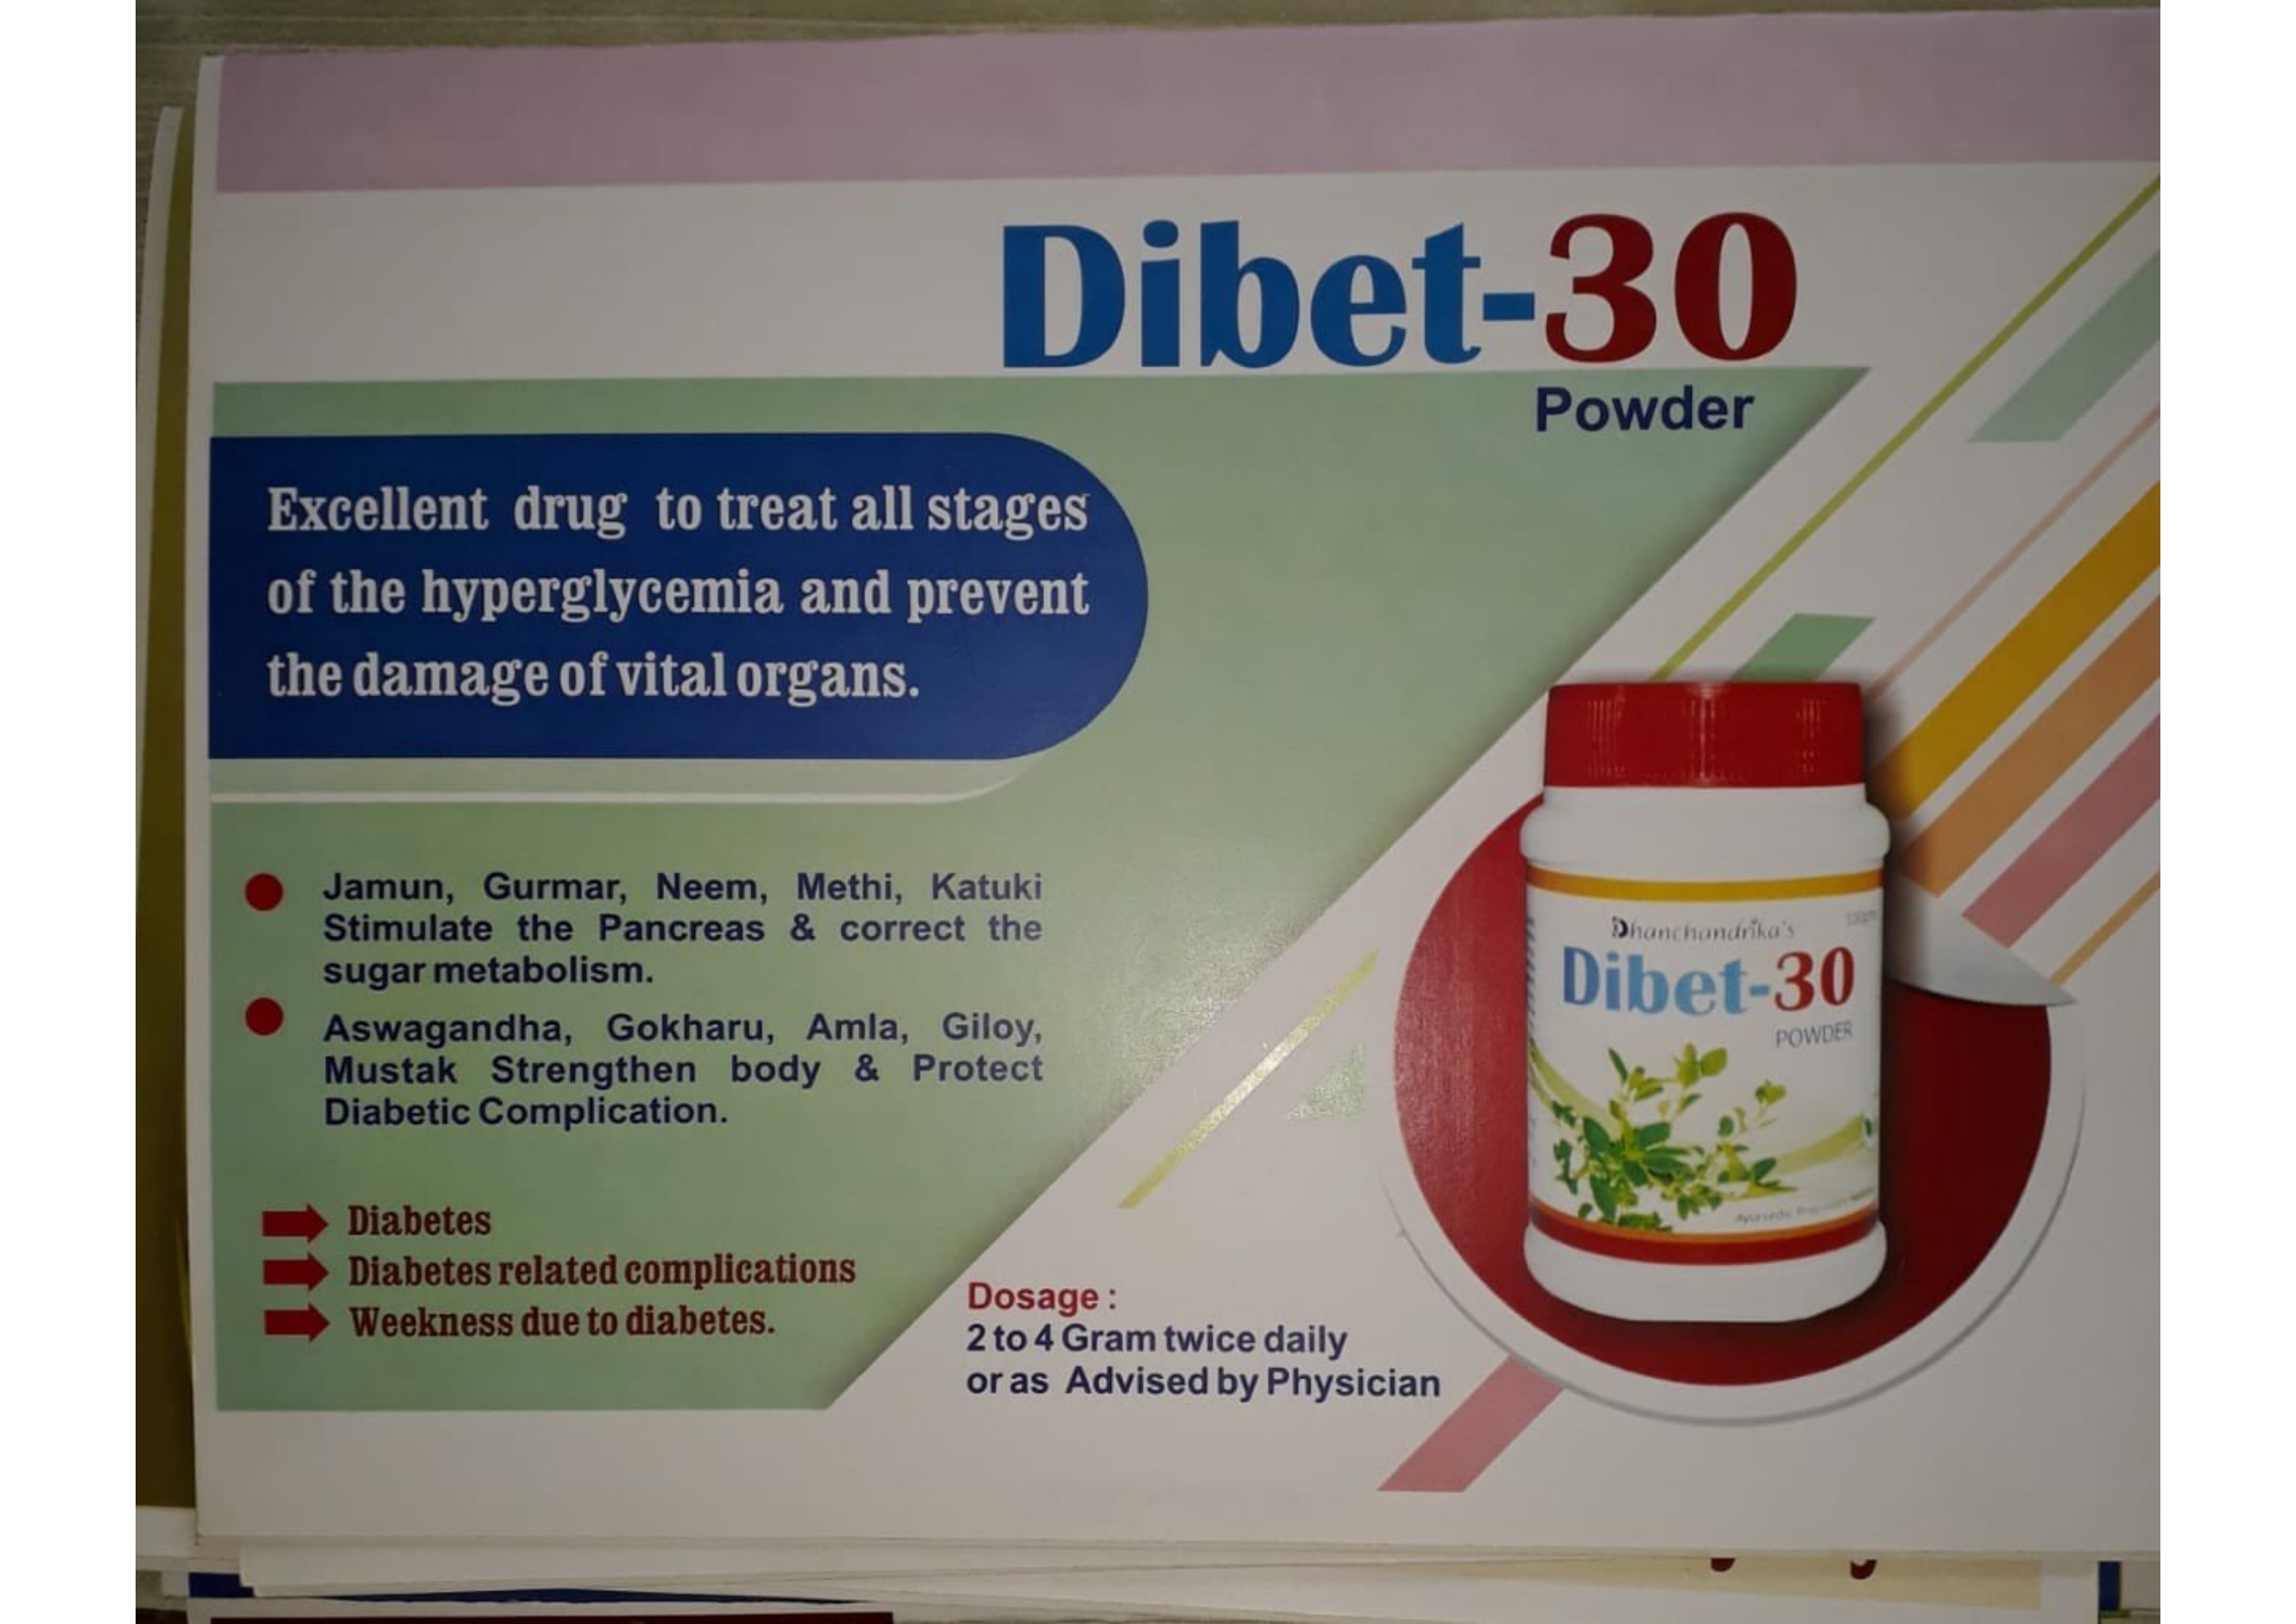 Dibet-30
Powder
Excellent drug to treat all stages
of the hyperglycemia and prevent
the damage of vital organs.
Jamun, Gurmar, Neem, Methi, Katuki
Stimulate the Pancreas & correct the
sugar metabolism.
Aswagandha, Gokharu, Amla, Giloy,
Mustak Strengthen body & Protect
Diabetic Complication.
Diabetes
Diabetes related complications
Weekness due to diabetes.
Dosage :
2 to 4 Gram twice daily
or as Advised by Physician
Dhanchandrika's
Dibet-30
POWDER